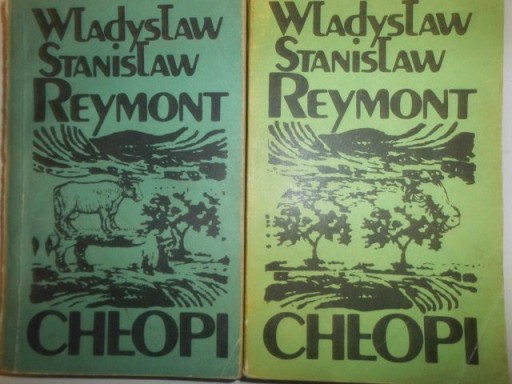 Władysław
Stanisław
Reymont
CHŁOPI
Władysław
Stanisław
Reymont
CHŁOPI